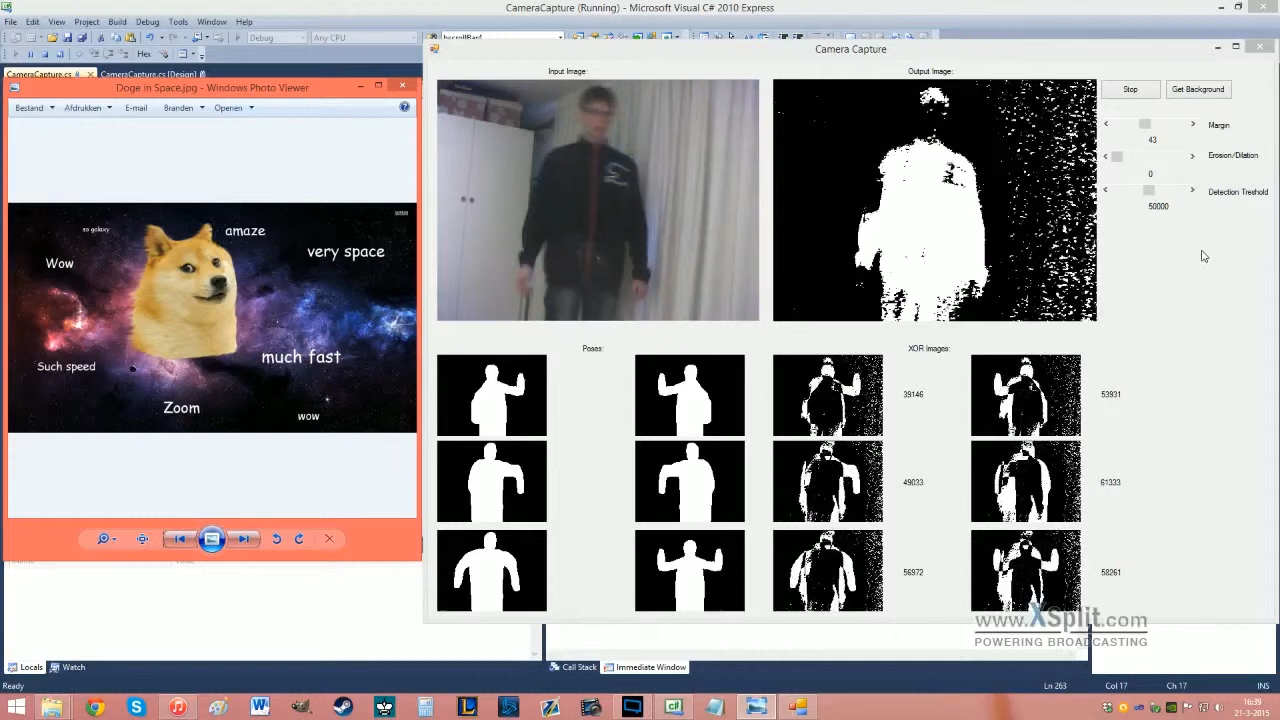 CameraCapture (Running) - Microsoft Visual C# 2010 Express
File Edit View Project Build Debug Tools Window Help
Debug Any CPU
Hex
CameraCapture.cs CameraCapture.cs [Design]
Doge in Space.jpg - Windows Photo Viewer
Bestand Afdrukken E-mail Branden Openen
so galaxy
amaze
very space
Wow
Such speed
much fast
Zoom
wow
Camera Capture
Input Image:
Output Image:
Stop
Get Background
Margin
43
Erosion/Dilation
0
Detection Treshold
50000
Poses:
XOR images:
39146
53931
49033
61333
56972
58261
www.XSplit.com
POWERING BROADCASTING
Locals Watch
Call Stack Immediate Window
Ready
Ln 263 Col 17 Ch 17 INS
16:39
21-3-2015